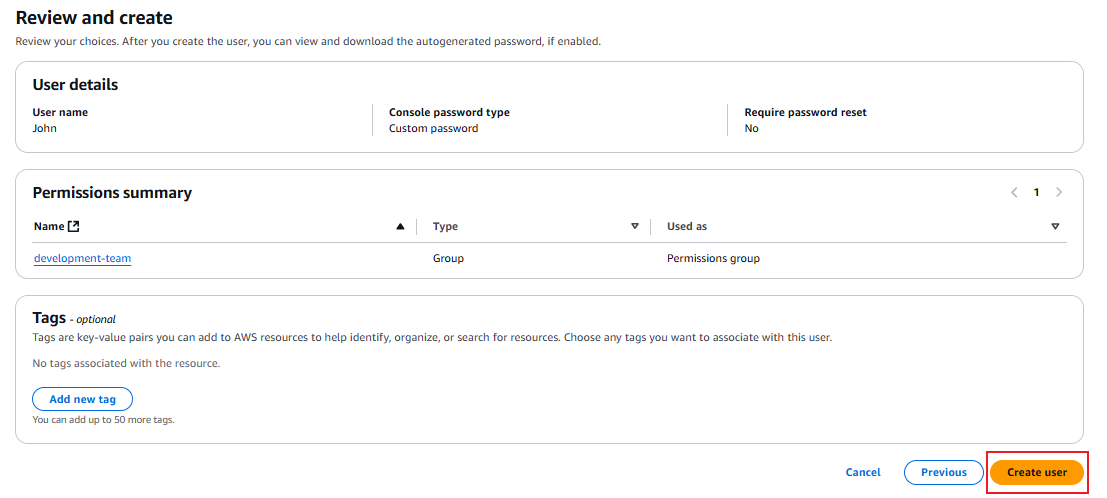 Review and create
Review your choices. After you create the user, you can view and download the autogenerated password, if enabled.
User details
User name
Console password type
Require password reset
John
Custom password
No
Permissions summary
1
Name
Type
Used as
development-team
Group
Permissions group
Tags - optional
Tags are key-value pairs you can add to AWS resources to help identify, organize, or search for resources. Choose any tags you want to associate with this user.
No tags associated with the resource.
Add new tag
You can add up to 50 more tags.
Cancel
Previous
Create user